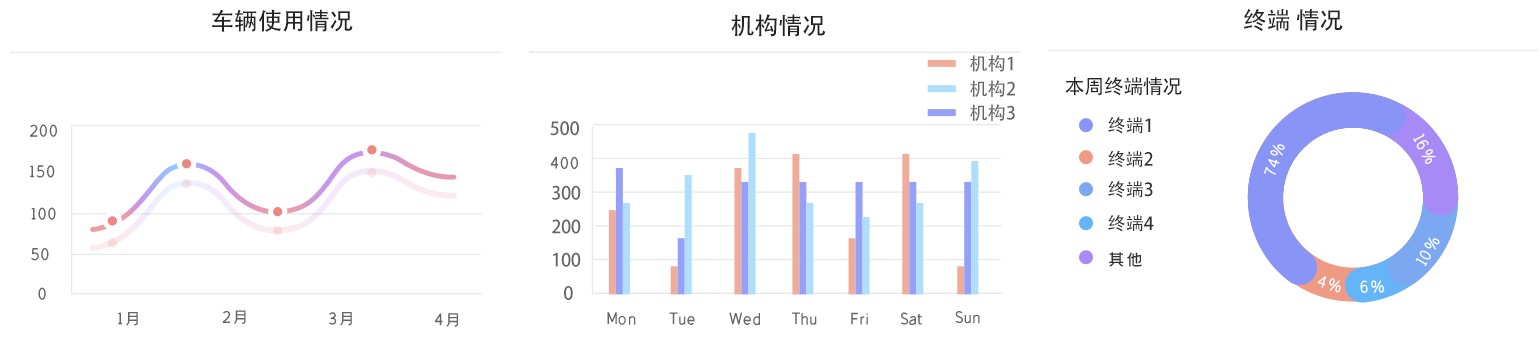 车辆使用情况
200
150
100
50
0
1月
2月
3月
4月
机构情况
机构1
机构2
机构3
500
400
300
200
100
0
Mon
Tue
Wed
Thu
Fri
Sat
Sun
终端 情况
本周终端情况
终端1
终端2
终端3
终端4
其他
74%
16%
10%
6%
4%